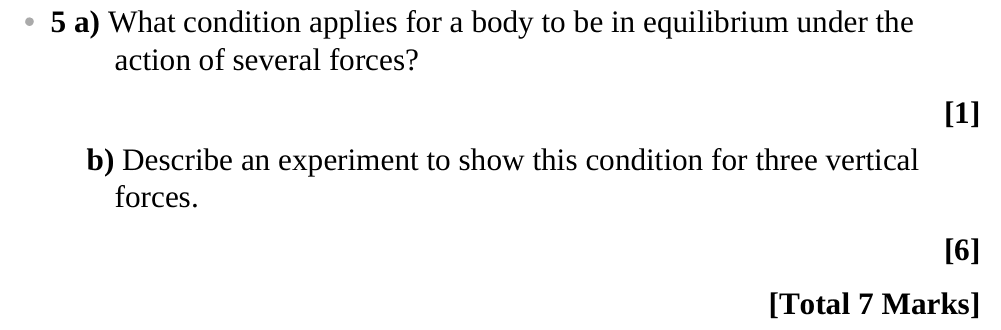 • 5 a) What condition applies for a body to be in equilibrium under the
action of several forces?
[1]
b) Describe an experiment to show this condition for three vertical
forces.
[6]
[Total 7 Marks]